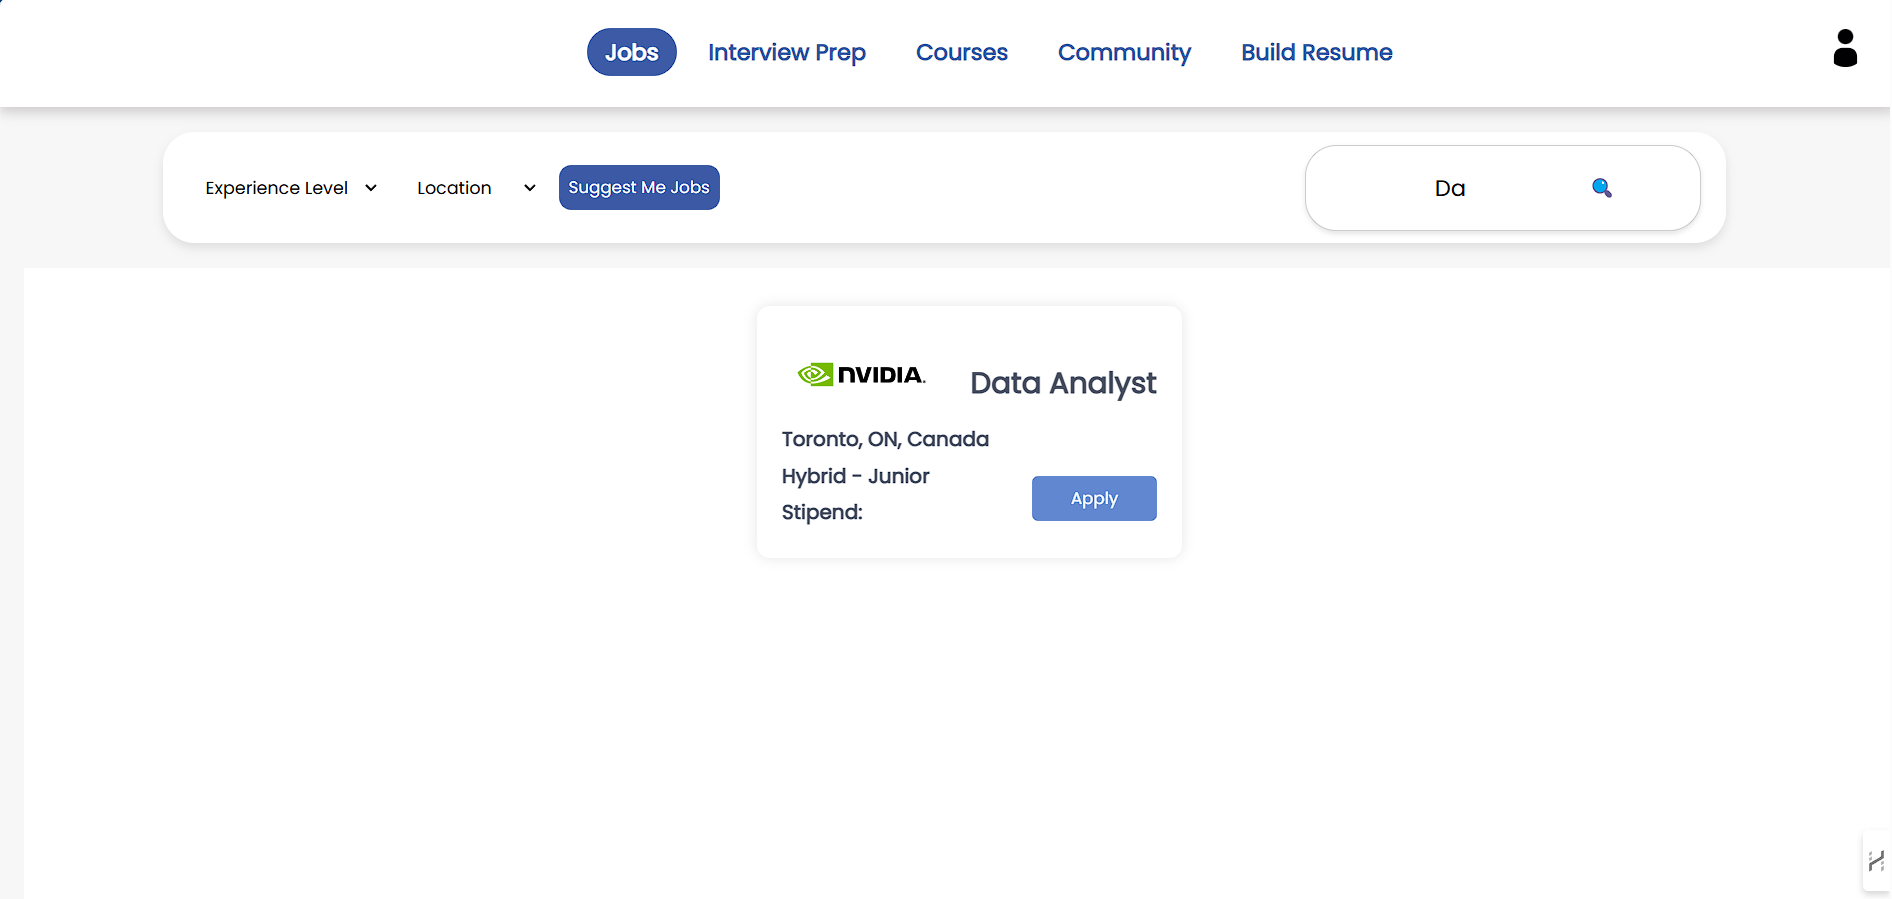 Jobs Interview Prep Courses Community Build Resume
Experience Level Location Suggest Me Jobs Da
NVIDIA.
Data Analyst
Toronto, ON, Canada
Hybrid - Junior
Stipend:
Apply